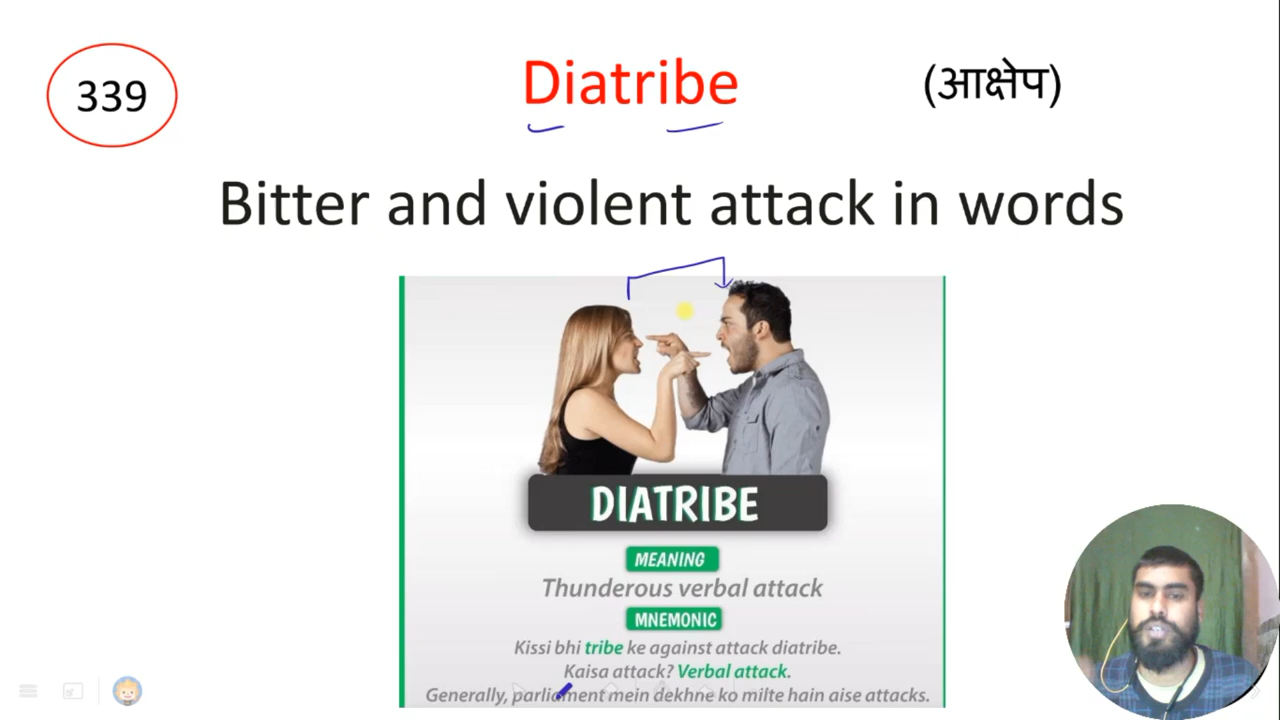 339
Diatribe
(आक्षेप)
Bitter and violent attack in words
DIATRIBE
MEANING
Thunderous verbal attack
MNEMONIC
Kissi bhi tribe ke against attack diatribe.
Kaisa attack? Verbal attack.
Generally, parliament mein dekhne ko milte hain aise attacks.